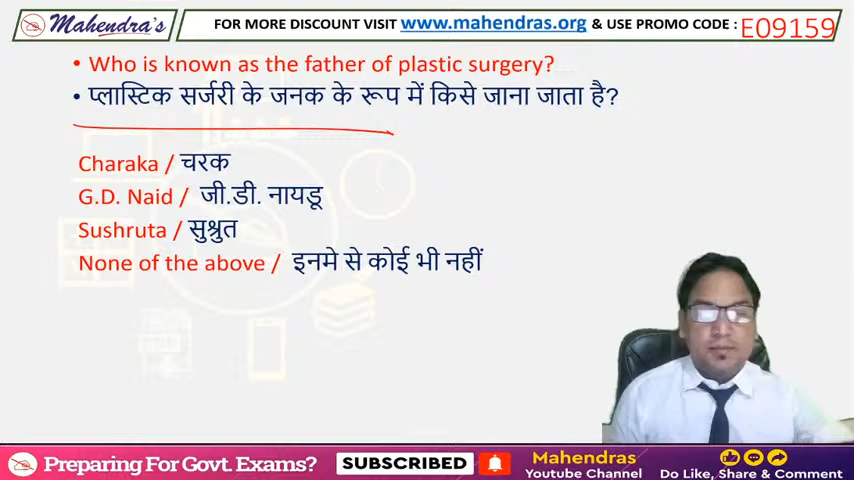 Mahendra's
FOR MORE DISCOUNT VISIT www.mahendras.org & USE PROMO CODE : E09159
• Who is known as the father of plastic surgery?
• प्लास्टिक सर्जरी के जनक के रूप में किसे जाना जाता है?
Charaka / चरक
G.D. Naid / जी.डी. नायडू
Sushruta / सुश्रुत
None of the above / इनमे से कोई भी नहीं
Preparing For Govt. Exams?
SUBSCRIBED
Mahendras
Youtube Channel
Do Like, Share & Comment